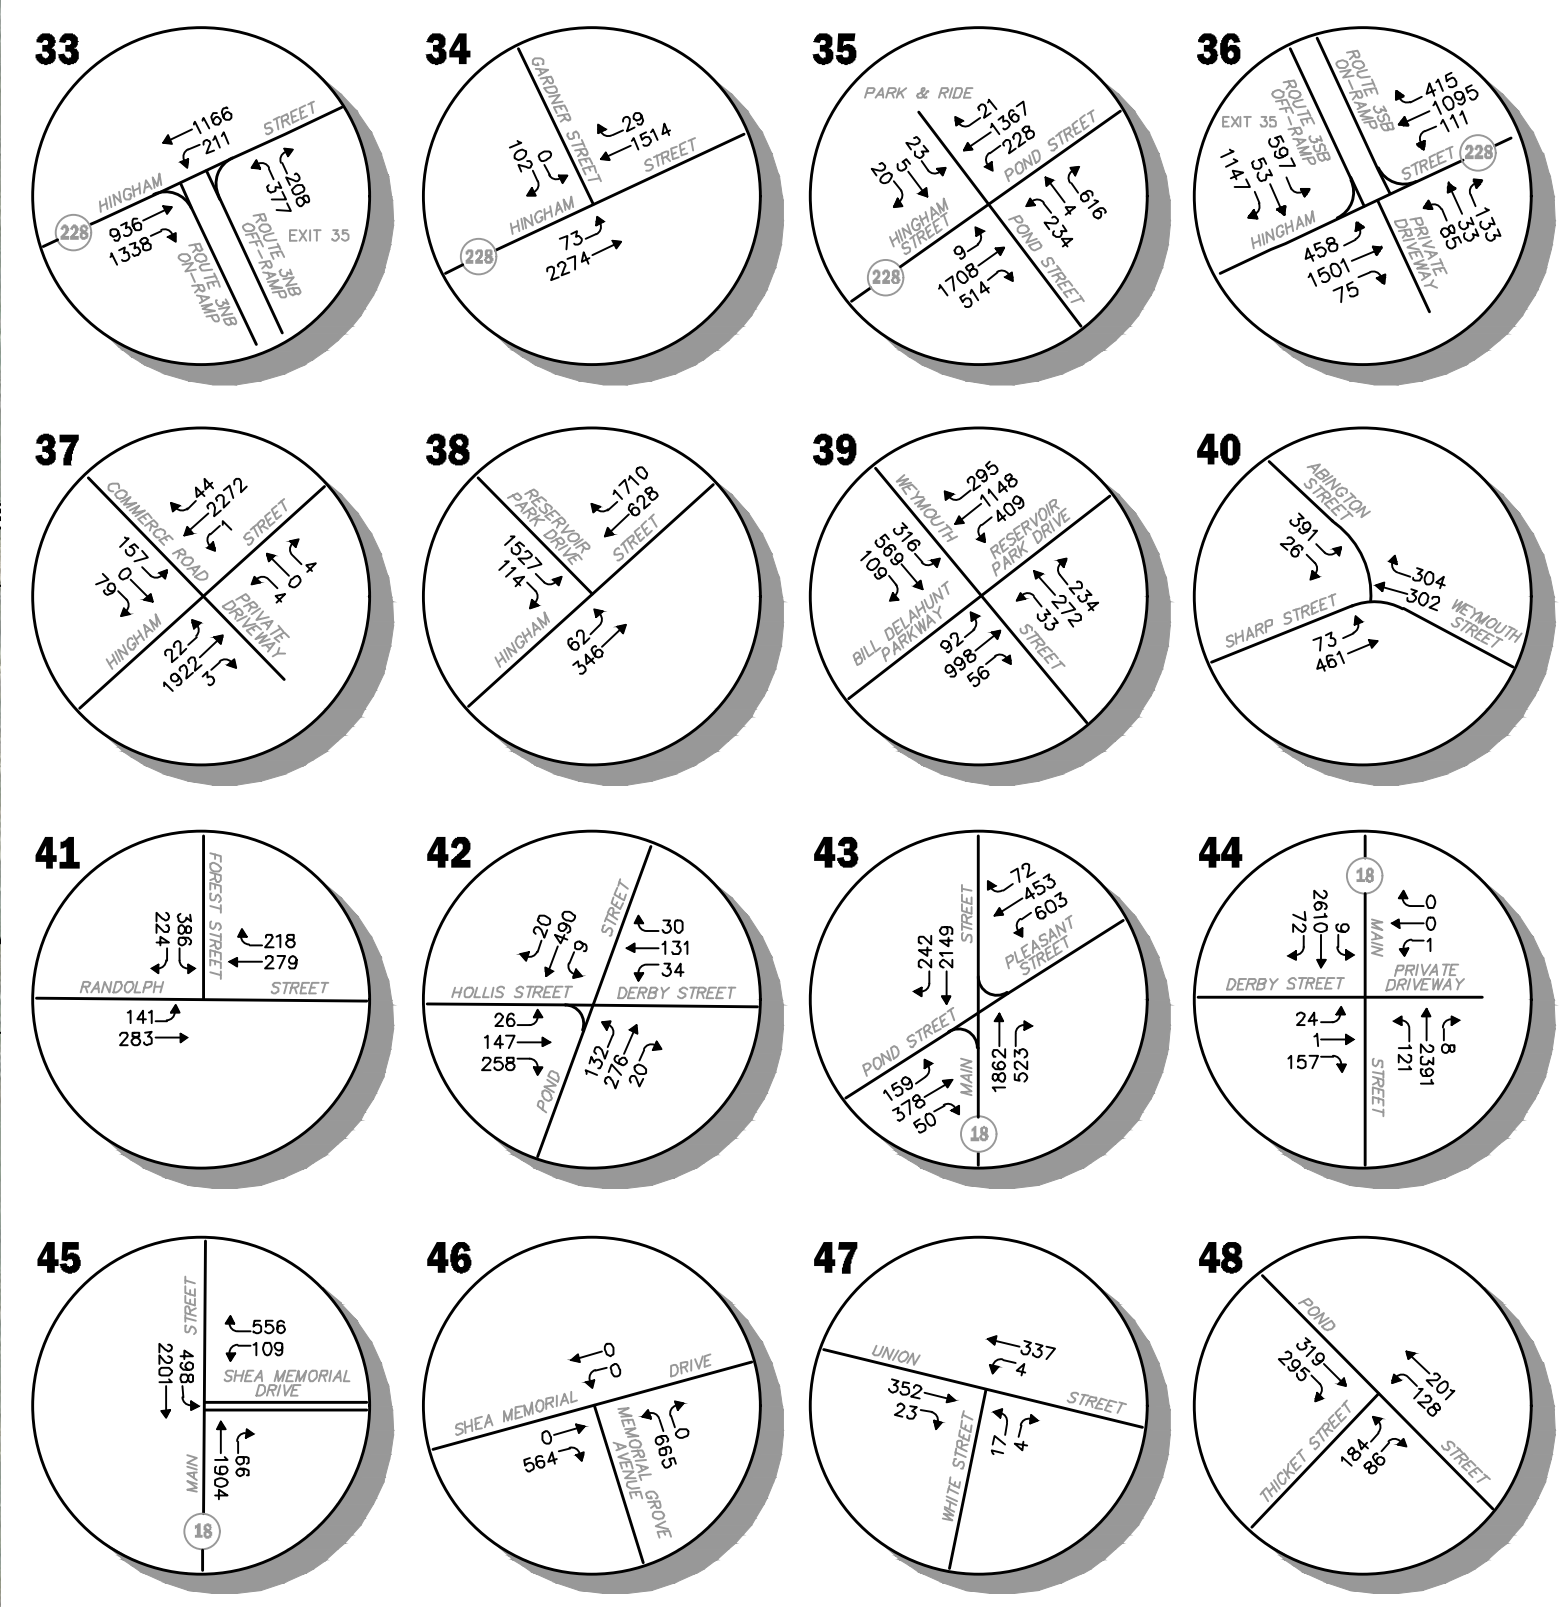 33
1166
211
STREET
HINGHAM
228
936
1338
208
377
ROUTE 3NB
OFF-RAMP
EXIT 35
ROUTE 3NB
ON-RAMP
34
GARDNER STREET
29
1514
0
102
STREET
HINGHAM
228
73
2274
35
PARK & RIDE
21
1367
228
POND STREET
23
5
20
616
4
234
HINGHAM
STREET
228
9
1708
514
POND STREET
36
ROUTE 3SB
ON-RAMP
ROUTE 3SB
OFF-RAMP
EXIT 35
415
1095
111
597
53
1147
STREET
228
HINGHAM
458
1501
75
PRIVATE
DRIVEWAY
133
33
85
37
COMMERCE ROAD
44
2272
1
STREET
157
0
79
4
0
4
HINGHAM
22
1922
3
PRIVATE
DRIVEWAY
38
RESERVOIR
PARK DRIVE
1710
628
STREET
1527
114
HINGHAM
62
346
39
WEYMOUTH
295
1148
409
RESERVOIR
PARK DRIVE
316
569
109
234
272
33
BILL DELAHUNT
PARKWAY
92
998
56
STREET
40
ABINGTON
STREET
391
26
304
302
WEYMOUTH
STREET
SHARP STREET
73
461
41
FOREST STREET
386
224
218
279
RANDOLPH
STREET
141
283
42
STREET
20
490
9
30
131
34
HOLLIS STREET
DERBY STREET
26
147
258
132
276
20
POND
43
STREET
72
453
603
PLEASANT
STREET
242
2149
POND STREET
159
378
50
MAIN
1862
523
18
44
18
MAIN
72
2610
9
0
0
1
DERBY STREET
PRIVATE
DRIVEWAY
24
1
157
121
2391
8
STREET
45
STREET
556
109
498
2201
SHEA MEMORIAL
DRIVE
66
1904
MAIN
18
46
0
0
DRIVE
SHEA MEMORIAL
0
564
0
665
MEMORIAL GROVE
AVENUE
47
UNION
337
4
352
23
STREET
17
4
WHITE STREET
48
POND
319
295
201
128
THICKET STREET
184
86
STREET